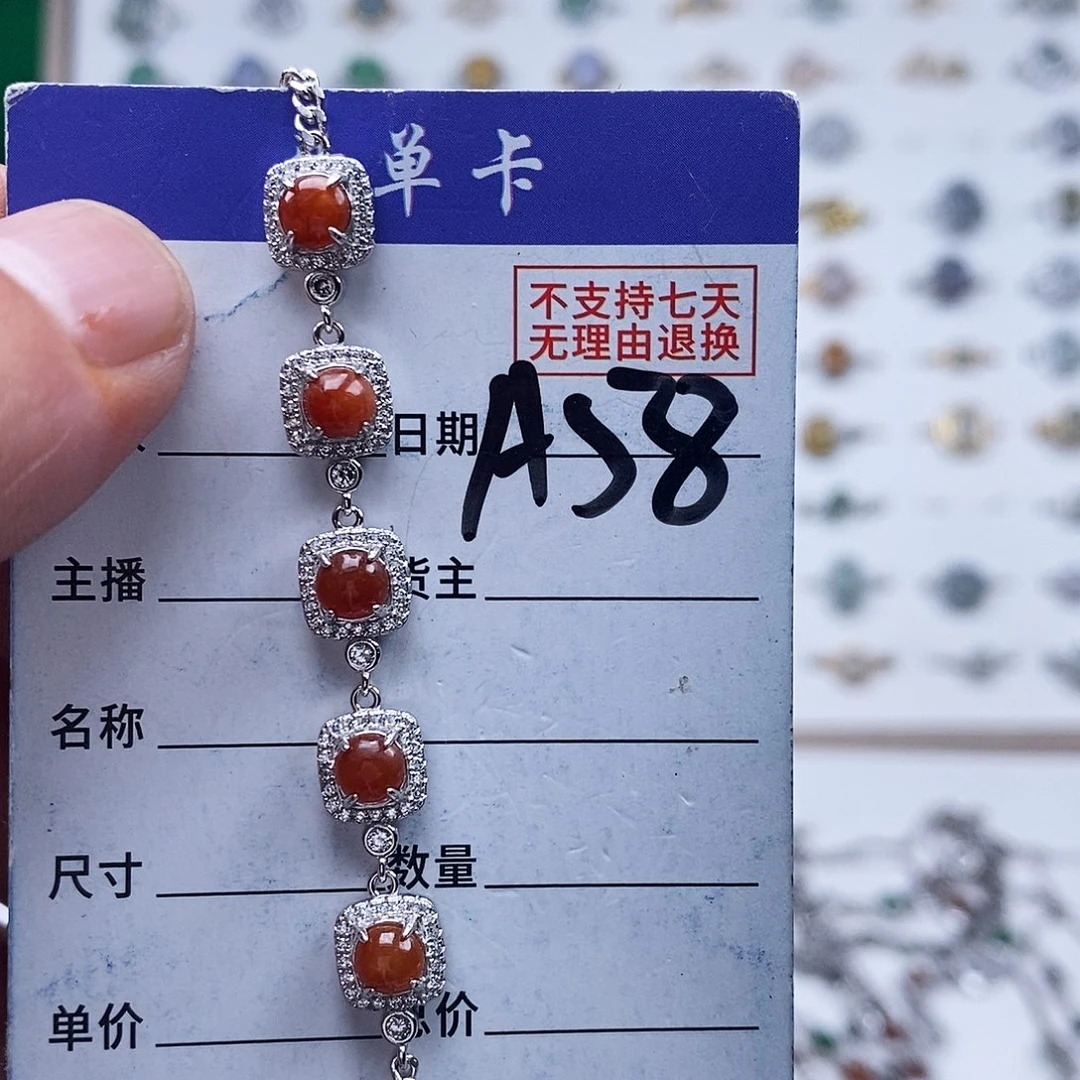 单卡
不支持七天
无理由退换
日期 A58
主播 货主
名称
尺寸 数量
单价 总价